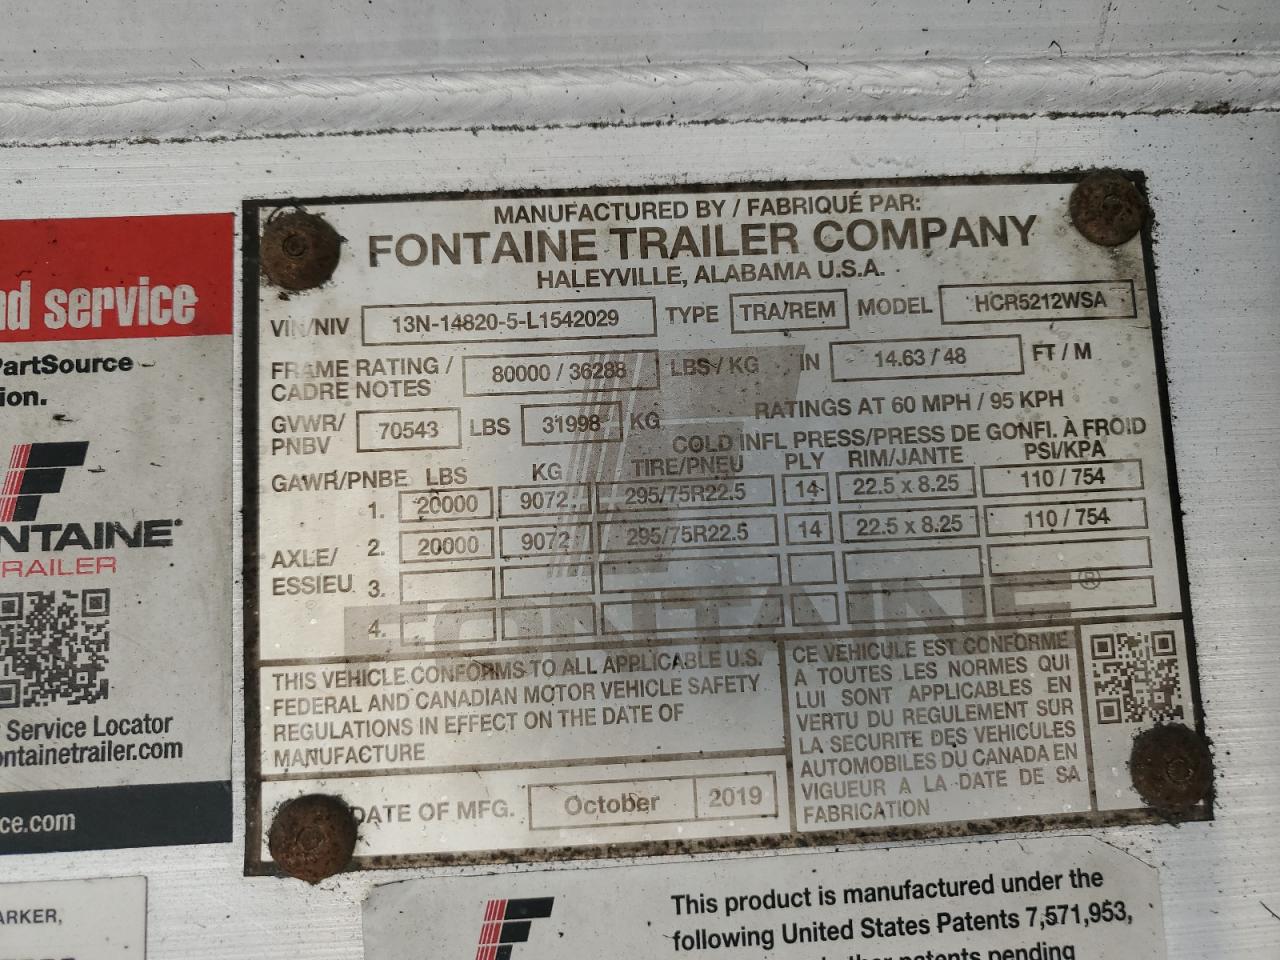 MANUFACTURED BY / FABRIQUÉ PAR:
FONTAINE TRAILER COMPANY
HALEYVILLE, ALABAMA U.S.A.
VIN/NIV 13N-14820-5-L1542029 TYPE TRA/REM MODEL HCR5212WSA
FRAME RATING / CADRE NOTES 80000 / 36288 LBS / KG IN 14.63 / 48 FT / M
GVWR/ PNBV 70543 LBS 31998 KG RATINGS AT 60 MPH / 95 KPH
COLD INFL PRESS/PRESS DE GONFL. À FROID
GAWR/PNBE LBS KG TIRE/PNEU PLY RIM/JANTE PSI/KPA
1. 20000 9072 295/75R22.5 14 22.5 x 8.25 110 / 754
AXLE/ ESSIEU 2. 20000 9072 295/75R22.5 14 22.5 x 8.25 110 / 754
3.
4.
FONTAINE®
THIS VEHICLE CONFORMS TO ALL APPLICABLE U.S.
FEDERAL AND CANADIAN MOTOR VEHICLE SAFETY
REGULATIONS IN EFFECT ON THE DATE OF
MANUFACTURE
DATE OF MFG. October 2019
CE VEHICULE EST CONFORME
A TOUTES LES NORMES QUI
LUI SONT APPLICABLES EN
VERTU DU REGULEMENT SUR
LA SECURITE DES VEHICULES
AUTOMOBILES DU CANADA EN
VIGUEUR A LA DATE DE SA
FABRICATION
nd service
PartSource
ion.
NTAINE
RAILER
Service Locator
ontainetrailer.com
ce.com
ARKER,
This product is manufactured under the
following United States Patents 7,571,953,
other patents pending